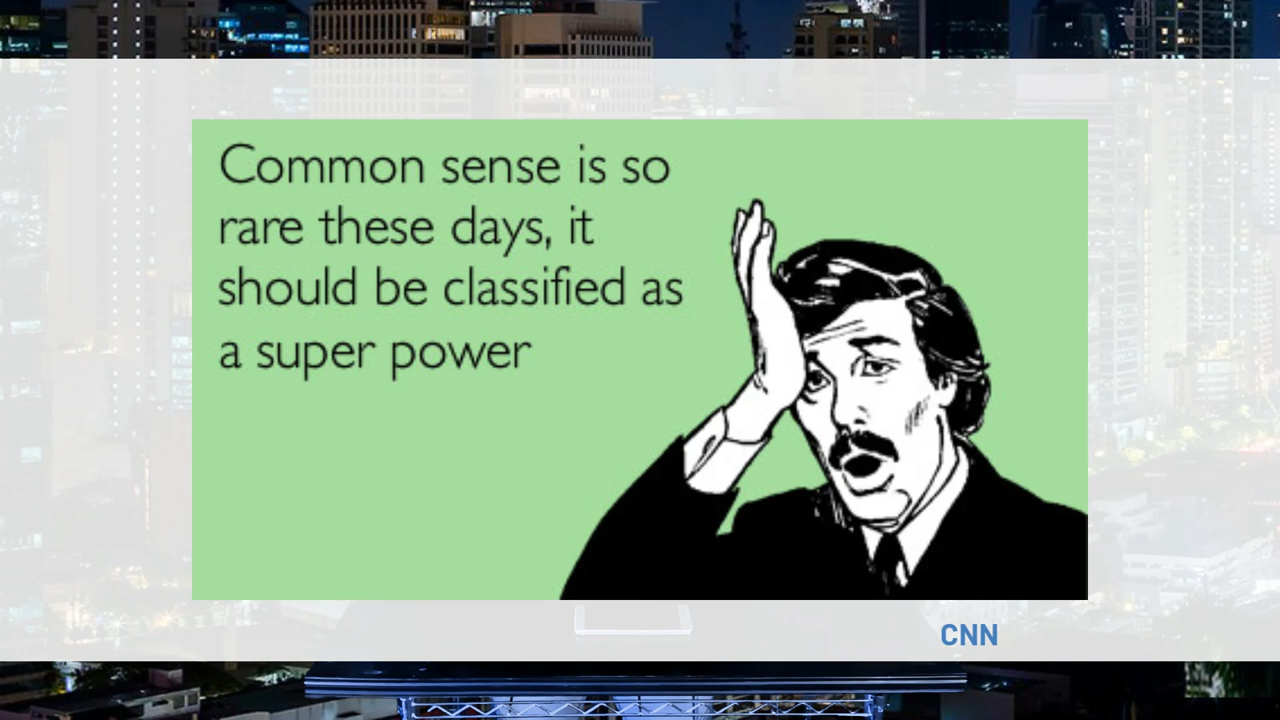 Common sense is so
rare these days, it
should be classified as
a super power
CNN